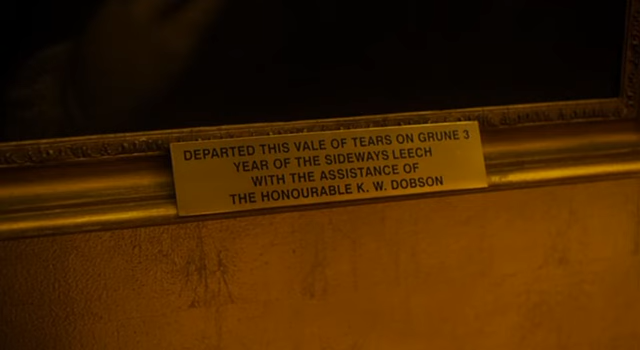 DEPARTED THIS VALE OF TEARS ON GRUNE 3
YEAR OF THE SIDEWAYS LEECH
WITH THE ASSISTANCE OF
THE HONOURABLE K. W. DOBSON